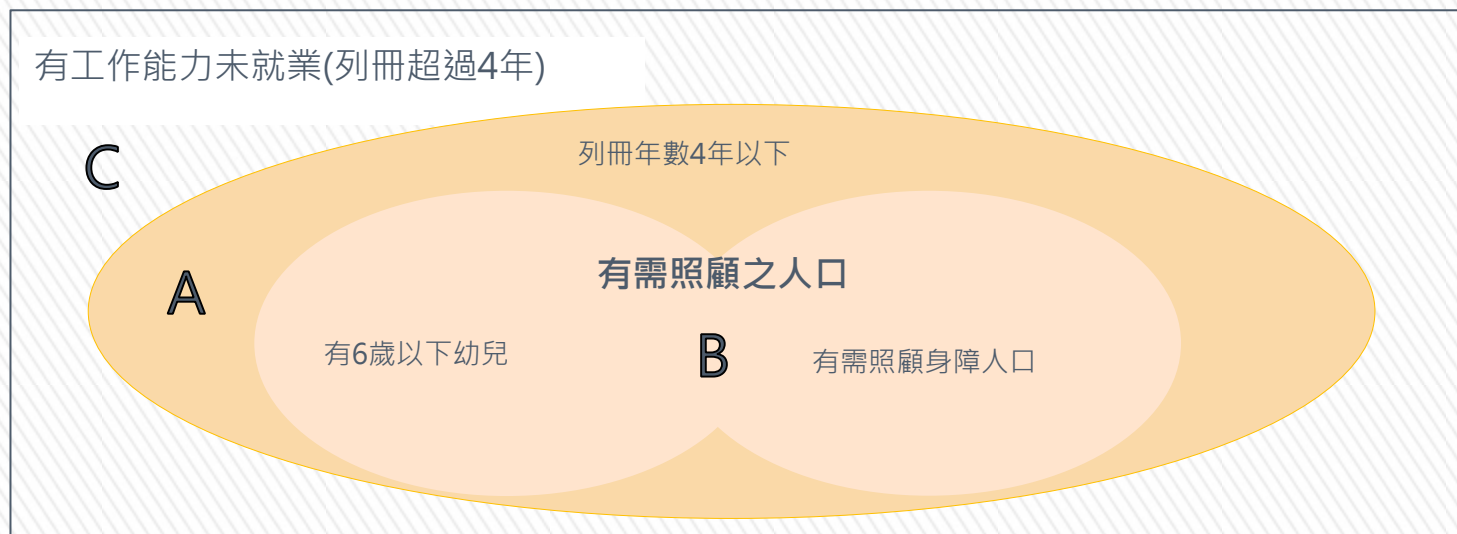 有工作能力未就業(列冊超過4年)
列冊年數4年以下
C
A
有需照顧之人口
有6歲以下幼兒
B
有需照顧身障人口